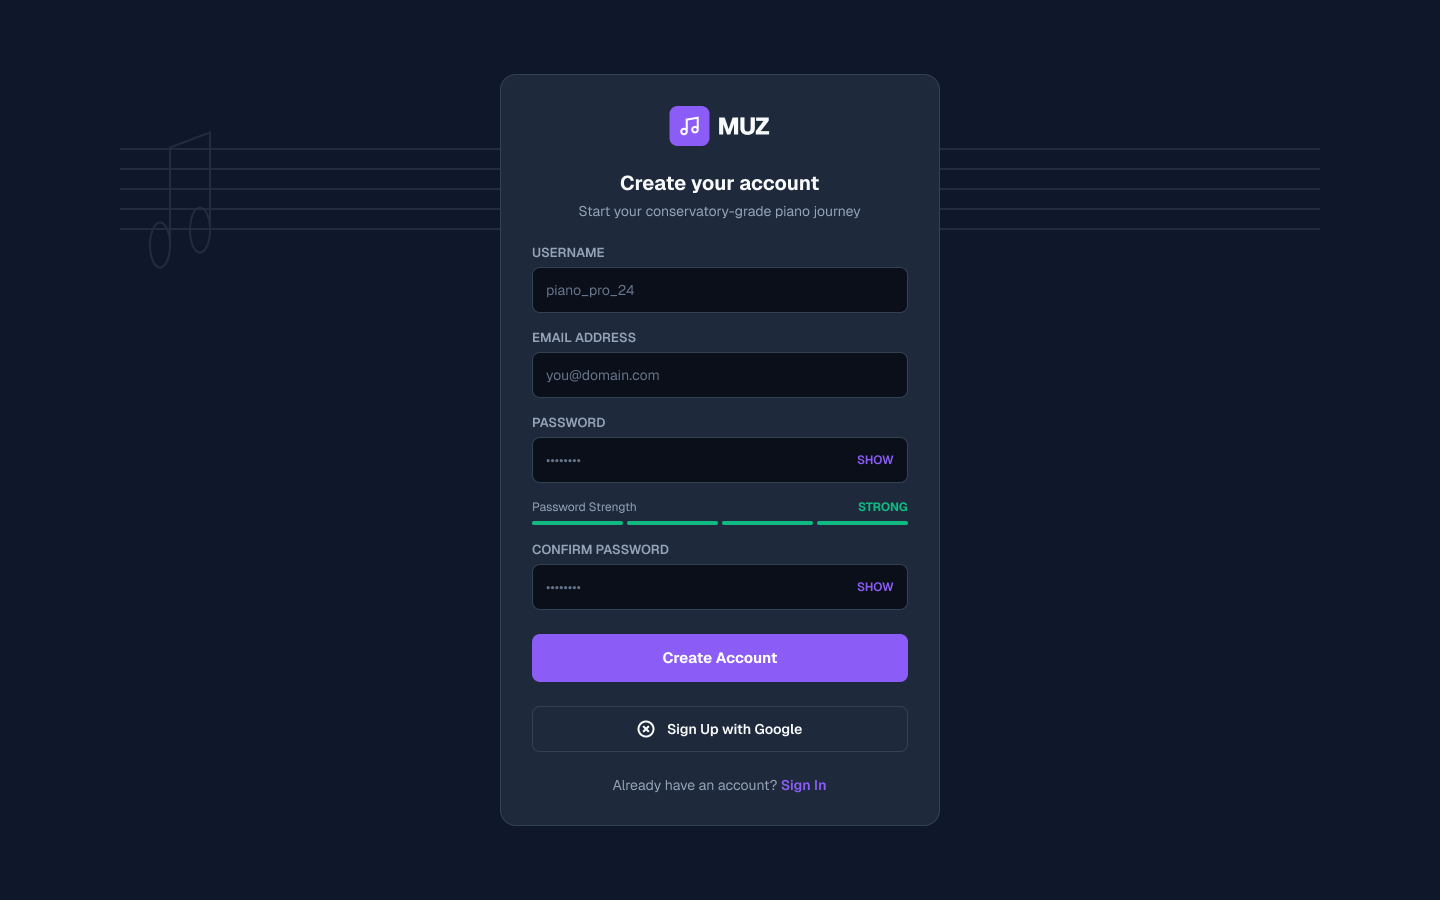 MUZ
Create your account
Start your conservatory-grade piano journey
USERNAME
piano_pro_24
EMAIL ADDRESS
you@domain.com
PASSWORD
•••••••• SHOW
Password Strength STRONG
CONFIRM PASSWORD
•••••••• SHOW
Create Account
Sign Up with Google
Already have an account? Sign In